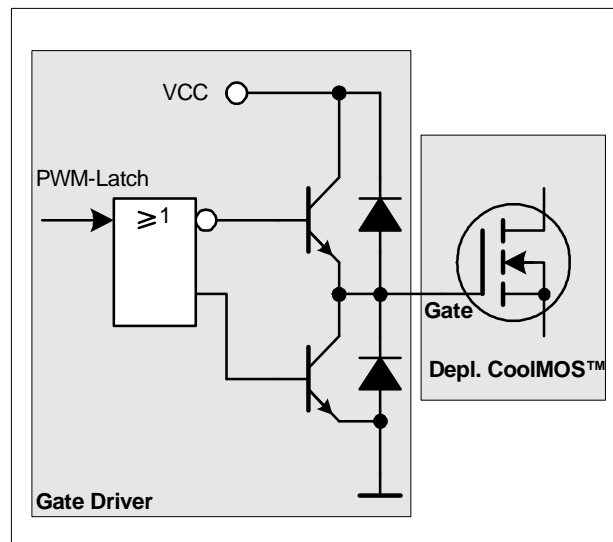 VCC
PWM-Latch
≥1
Gate
Depl. CoolMOS™
Gate Driver